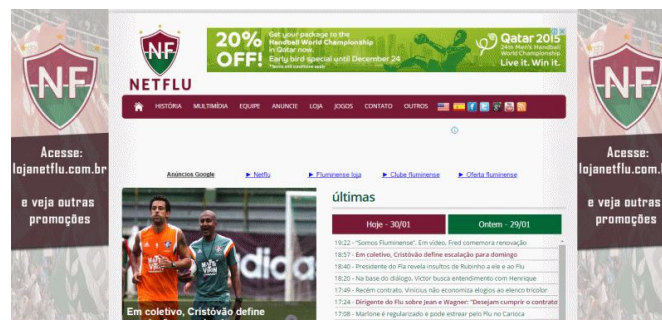 NF
Acesse:
lojanetflu.com.br
e veja outras
promoções
NF
NETFLU
20%
OFF!
Get your package to the
Handball World Championship
in Qatar now.
Early bird special until December 24
Qatar 2015
24th Men's Handball
World Championship
Live it. Win it.
HISTÓRIA MULTIMÍDIA EQUIPE ANUNCIE LOJA JOGOS CONTATO OUTROS
Anúncios Google ► Netflu ► Fluminense loja ► Clube fluminense ► Oferta fluminense
últimas
Hoje - 30/01 Ontem - 29/01
19:22 - "Somos Fluminense". Em vídeo, Fred comemora renovação
18:57 - Em coletivo, Cristóvão define escalação para domingo
18:40 - Presidente do Fla revela insultos de Rubinho a ele e ao Flu
18:20 - Na base do diálogo, Victor busca entendimento com Henrique
17:49 - Recém contrato, Vinicius não economiza elogios ao elenco tricolor
17:24 - Dirigente do Flu sobre Jean e Wagner: "Desejam cumprir o contrato
17:08 - Marlone é regularizado e pode estrear pelo Flu no Carioca
Em coletivo, Cristóvão define
NF
Acesse:
lojanetflu.com.b
e veja outras
promoções